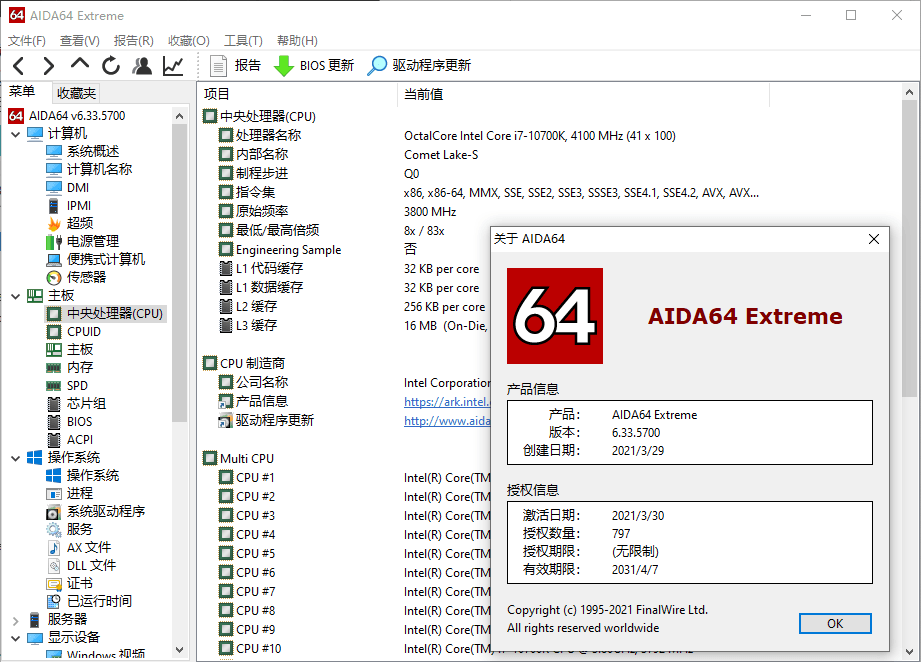 64 AIDA64 Extreme
文件(F) 查看(V) 报告(R) 收藏(O) 工具(T) 帮助(H)
报告 BIOS 更新 驱动程序更新
菜单 收藏夹
64 AIDA64 v6.33.5700
计算机
系统概述
计算机名称
DMI
IPMI
超频
电源管理
便携式计算机
传感器
主板
中央处理器(CPU)
CPUID
主板
内存
SPD
芯片组
BIOS
ACPI
操作系统
操作系统
进程
系统驱动程序
服务
AX 文件
DLL 文件
证书
已运行时间
服务器
显示设备
Windows 视频
项目 当前值
中央处理器(CPU)
处理器名称 OctalCore Intel Core i7-10700K, 4100 MHz (41 x 100)
内部名称 Comet Lake-S
制程步进 Q0
指令集 x86, x86-64, MMX, SSE, SSE2, SSE3, SSSE3, SSE4.1, SSE4.2, AVX, AVX...
原始频率 3800 MHz
最低/最高倍频 8x / 83x
Engineering Sample 否
L1 代码缓存 32 KB per core
L1 数据缓存 32 KB per core
L2 缓存 256 KB per core
L3 缓存 16 MB (On-Die,
CPU 制造商
公司名称 Intel Corporation
产品信息 https://ark.intel.
驱动程序更新 http://www.aida
Multi CPU
CPU #1 Intel(R) Core(TM
CPU #2 Intel(R) Core(TM
CPU #3 Intel(R) Core(TM
CPU #4 Intel(R) Core(TM
CPU #5 Intel(R) Core(TM
CPU #6 Intel(R) Core(TM
CPU #7 Intel(R) Core(TM
CPU #8 Intel(R) Core(TM
CPU #9 Intel(R) Core(TM
CPU #10 Intel(R) Core(TM
关于 AIDA64
64
AIDA64 Extreme
产品信息
产品: AIDA64 Extreme
版本: 6.33.5700
创建日期: 2021/3/29
授权信息
激活日期: 2021/3/30
授权数量: 797
授权期限: (无限制)
有效期限: 2031/4/7
Copyright (c) 1995-2021 FinalWire Ltd.
All rights reserved worldwide
OK